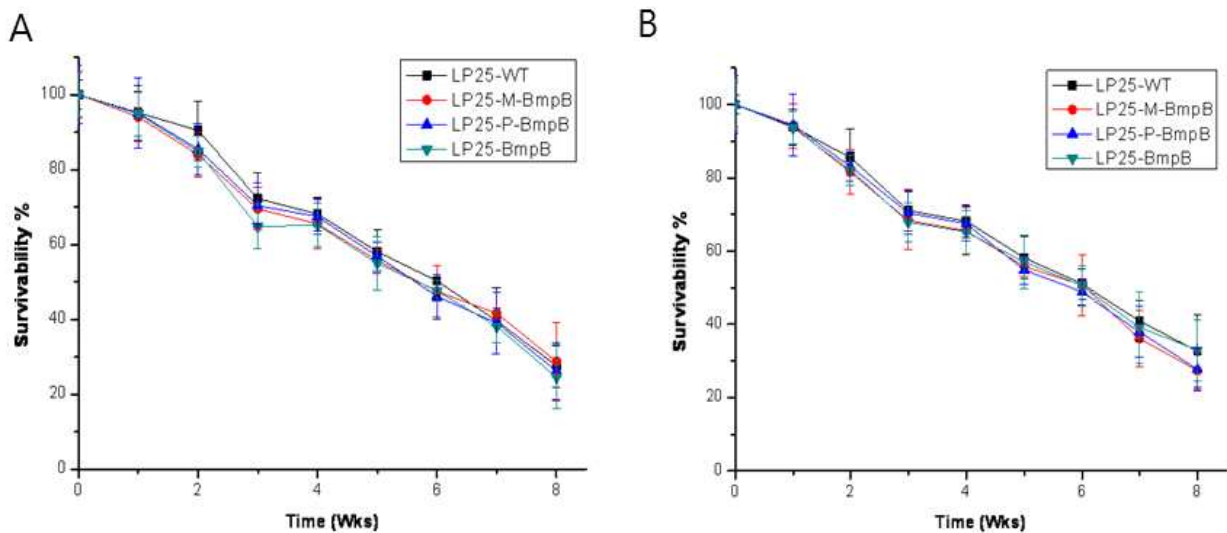 A
LP25-WT
LP25-M-BmpB
LP25-P-BmpB
LP25-BmpB
Survivability %
100
80
60
40
20
0
0
2
4
6
8
Time (Wks)
B
LP25-WT
LP25-M-BmpB
LP25-P-BmpB
LP25-BmpB
Survivability %
100
80
60
40
20
0
0
2
4
6
8
Time (Wks)